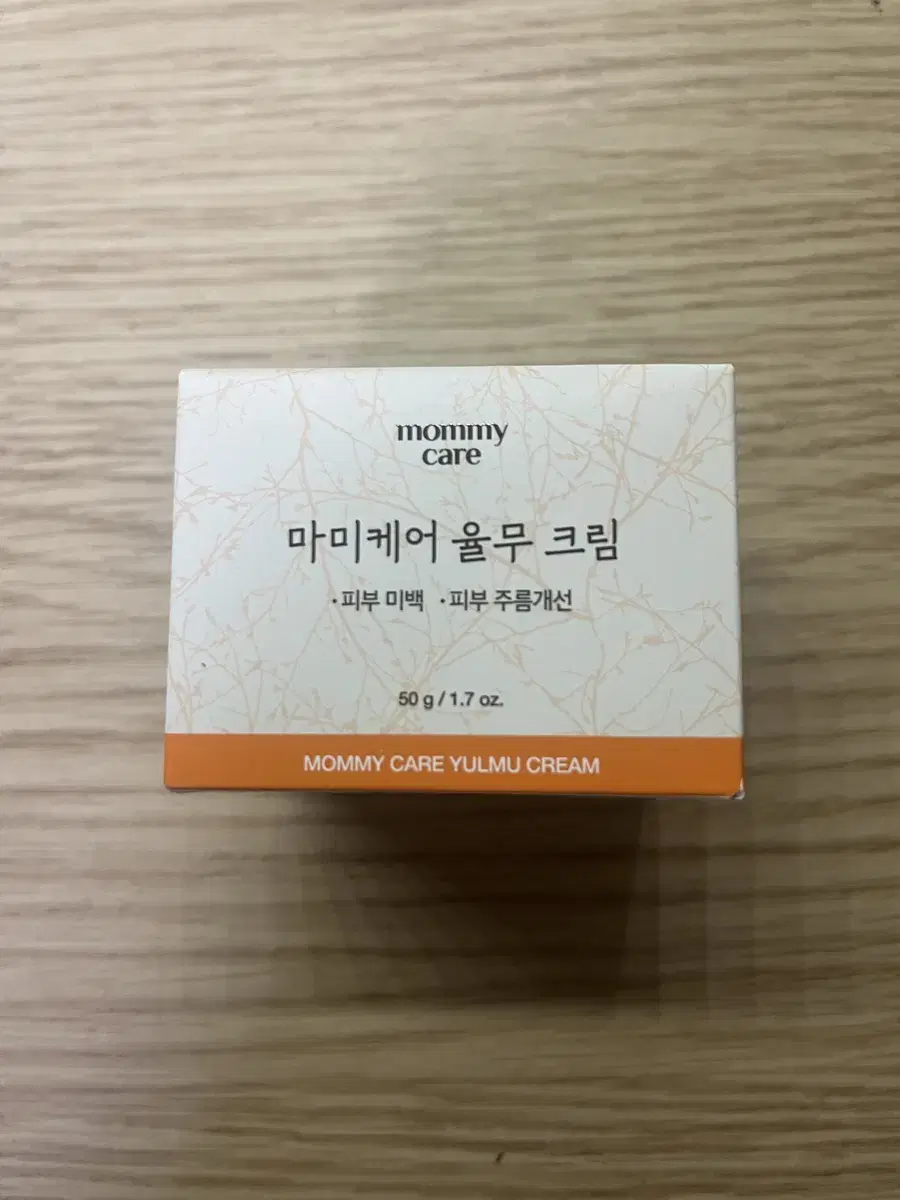 mommy
care
마미케어 율무 크림
·피부 미백 ·피부 주름개선
50 g / 1.7 oz.
MOMMY CARE YULMU CREAM